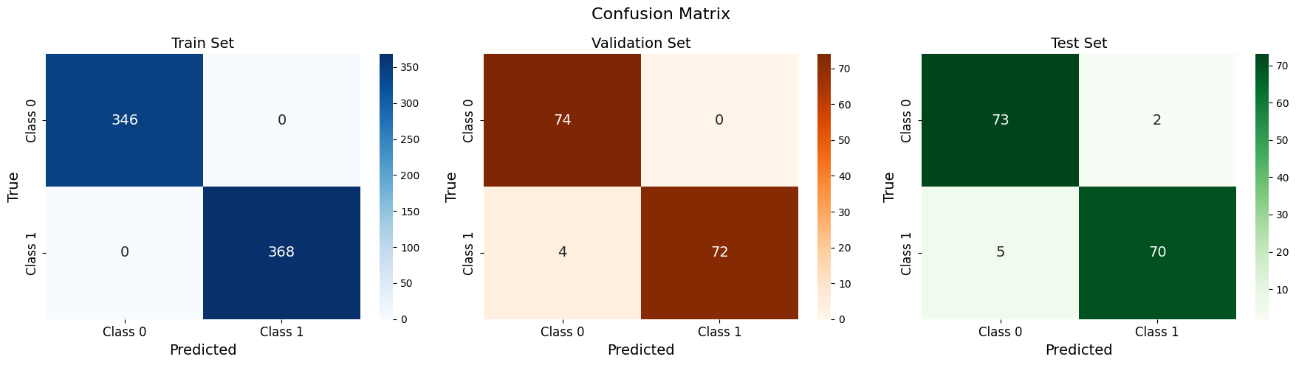 Confusion Matrix
Train Set
Class 0
Class 1
True
346
0
0
368
Class 0
Class 1
Predicted
350
300
250
200
150
100
50
0
Validation Set
Class 0
Class 1
True
74
0
4
72
Class 0
Class 1
Predicted
70
60
50
40
30
20
10
0
Test Set
Class 0
Class 1
True
73
2
5
70
Class 0
Class 1
Predicted
70
60
50
40
30
20
10